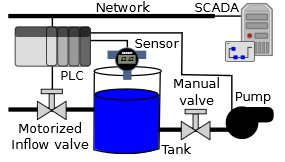 Network
SCADA
Sensor
PLC
Manual
valve
Pump
Motorized
Inflow valve
Tank